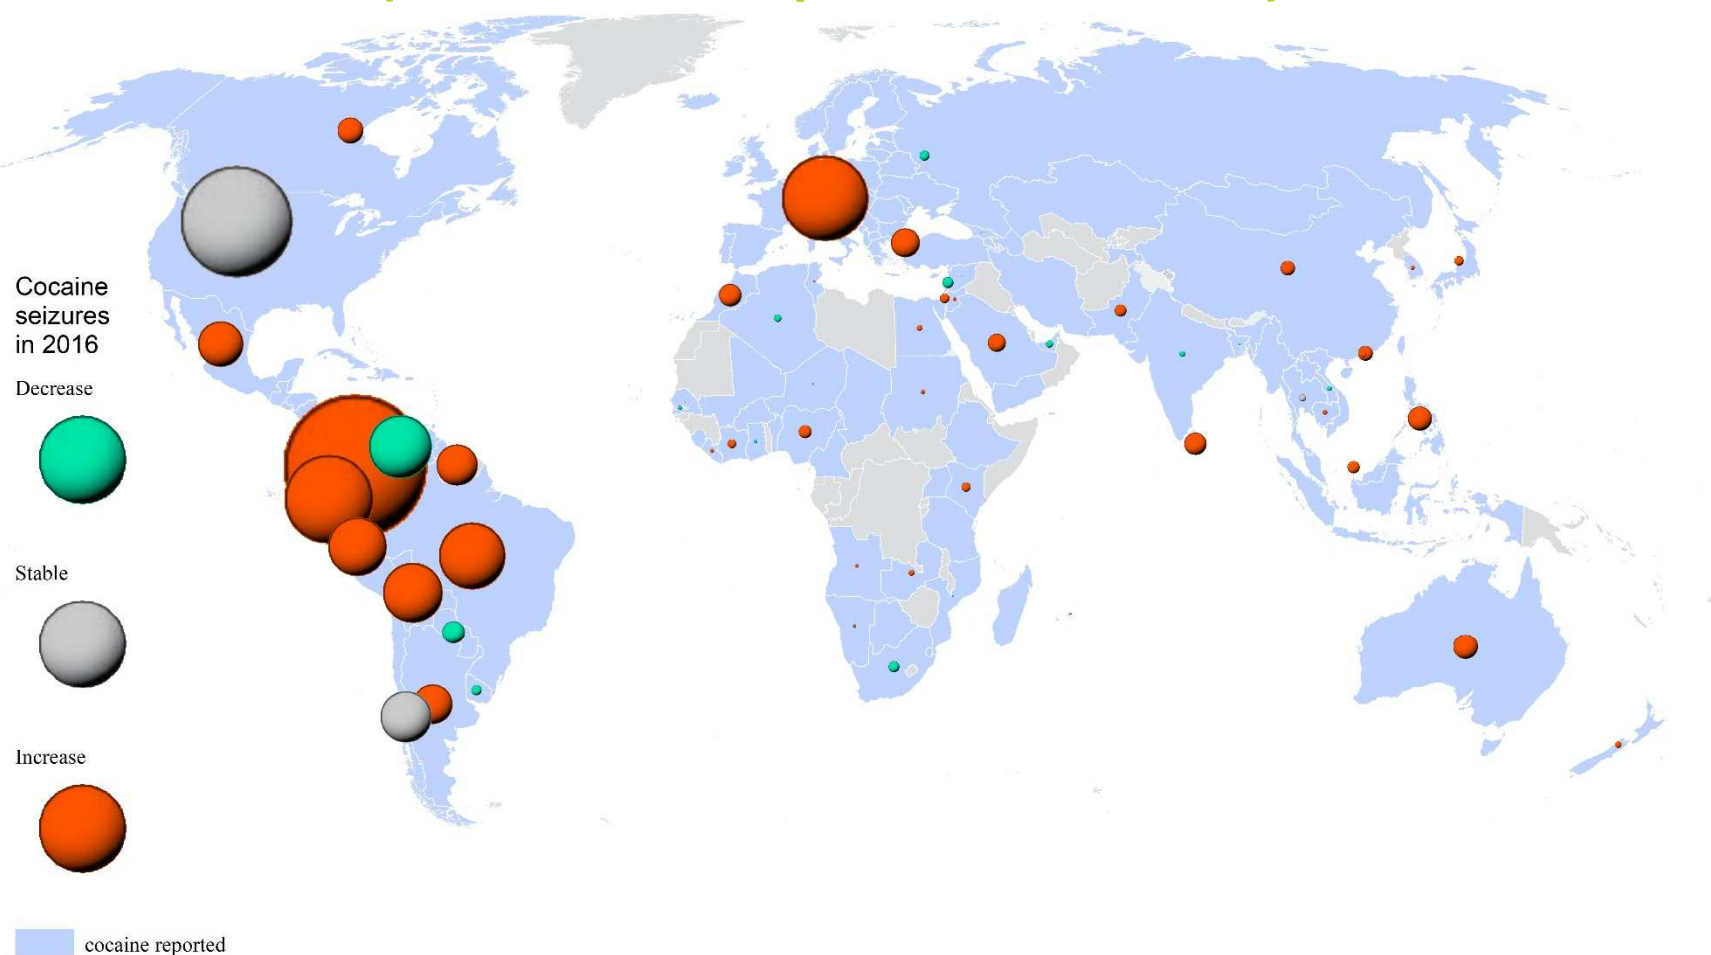 Cocaine
seizures
in 2016
Decrease
Stable
Increase
cocaine reported